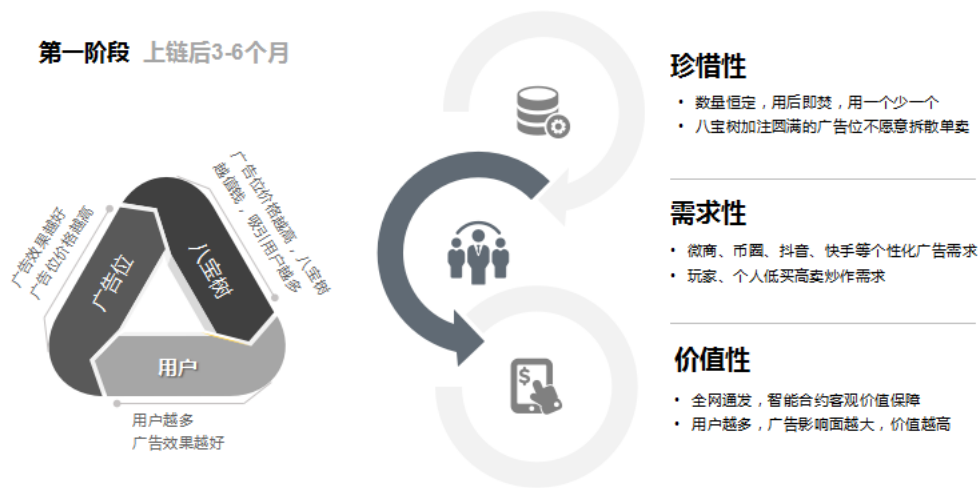 第一阶段 上链后3-6个月
广告效果越好
广告位价格越高
广告位价格越高，八宝树
越值钱，吸引用户越多
广告位
八宝树
用户
用户越多
广告效果越好
$
珍惜性
• 数量恒定，用后即焚，用一个少一个
• 八宝树加注圆满的广告位不愿意拆散单卖
需求性
• 微商、币圈、抖音、快手等个性化广告需求
• 玩家、个人低买高卖炒作需求
价值性
• 全网通发，智能合约客观价值保障
• 用户越多，广告影响面越大，价值越高